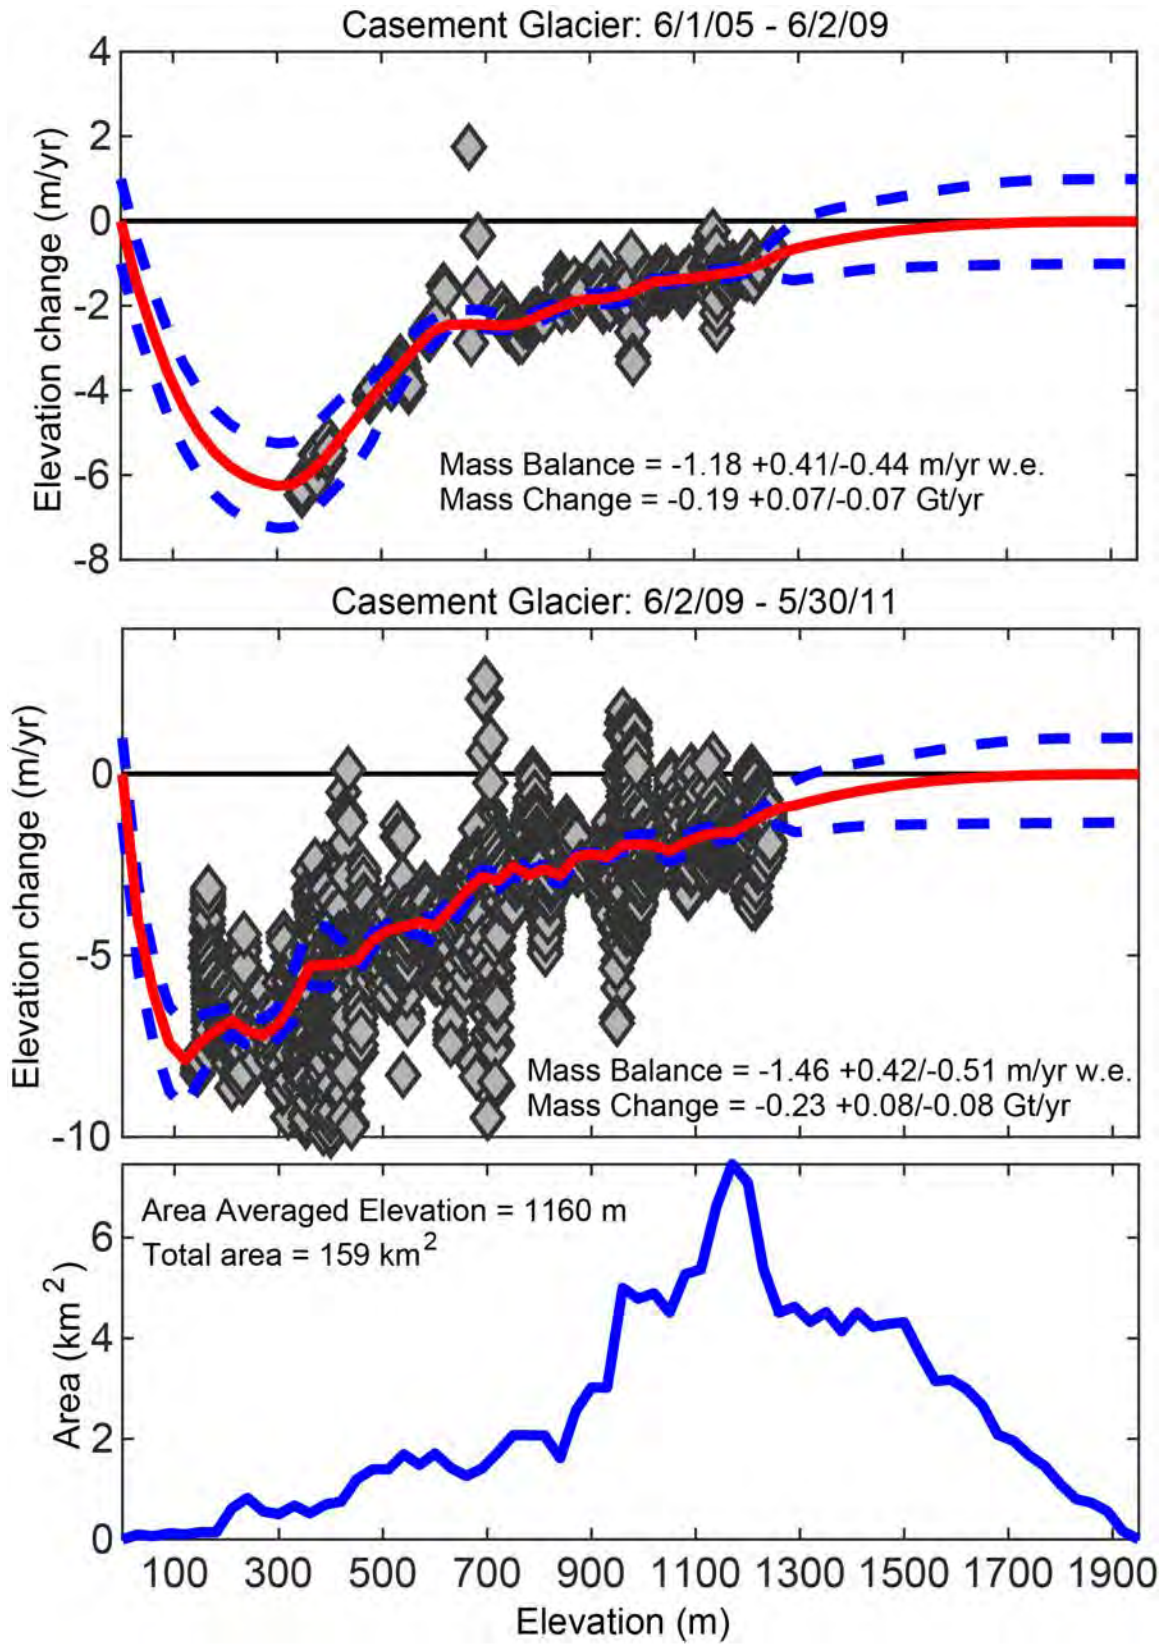 Casement Glacier: 6/1/05 - 6/2/09
4
2
0
-2
-4
-6
-8
Elevation change (m/yr)
Mass Balance = -1.18 +0.41/-0.44 m/yr w.e.
Mass Change = -0.19 +0.07/-0.07 Gt/yr
Casement Glacier: 6/2/09 - 5/30/11
0
-5
-10
Elevation change (m/yr)
Mass Balance = -1.46 +0.42/-0.51 m/yr w.e.
Mass Change = -0.23 +0.08/-0.08 Gt/yr
Area Averaged Elevation = 1160 m
Total area = 159 km²
6
4
2
0
Area (km ²)
100 300 500 700 900 1100 1300 1500 1700 1900
Elevation (m)